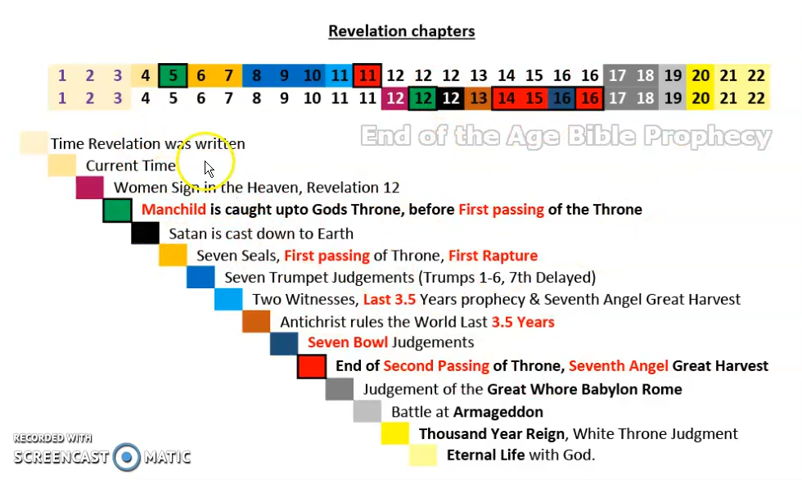 Revelation chapters
1 2 3 4 5 6 7 8 9 10 11 11 12 12 12 13 14 15 16 16 17 18 19 20 21 22
1 2 3 4 5 6 7 8 9 10 11 11 12 12 12 13 14 15 16 16 17 18 19 20 21 22
End of the Age Bible Prophecy
Time Revelation was written
Current Time
Women Sign in the Heaven, Revelation 12
Manchild is caught upto Gods Throne, before First passing of the Throne
Satan is cast down to Earth
Seven Seals, First passing of Throne, First Rapture
Seven Trumpet Judgements (Trumps 1-6, 7th Delayed)
Two Witnesses, Last 3.5 Years prophecy & Seventh Angel Great Harvest
Antichrist rules the World Last 3.5 Years
Seven Bowl Judgements
End of Second Passing of Throne, Seventh Angel Great Harvest
Judgement of the Great Whore Babylon Rome
Battle at Armageddon
Thousand Year Reign, White Throne Judgment
Eternal Life with God.
RECORDED WITH
SCREENCAST MATIC